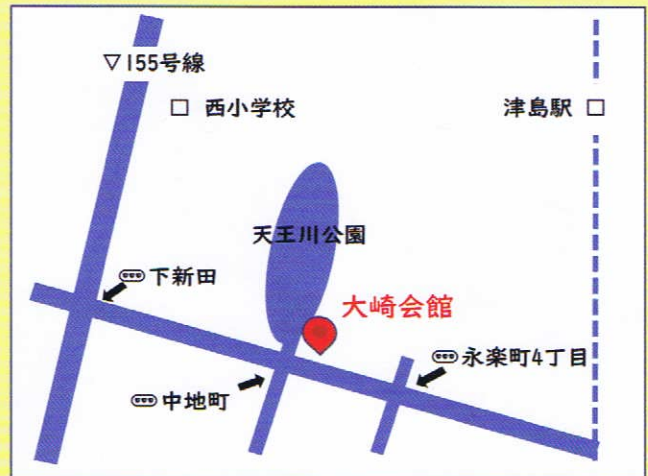 ▽155号線
□ 西小学校
津島駅 □
天王川公園
下新田
大崎会館
永楽町4丁目
中地町